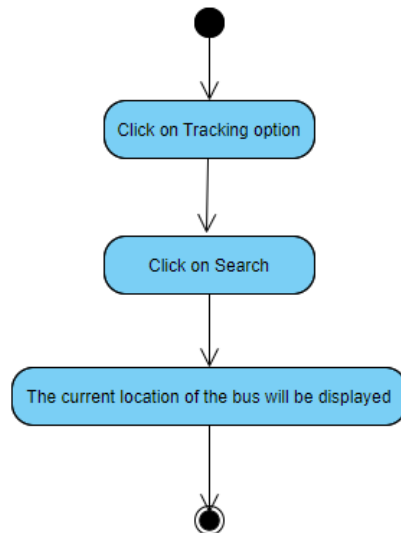 Click on Tracking option
Click on Search
The current location of the bus will be displayed